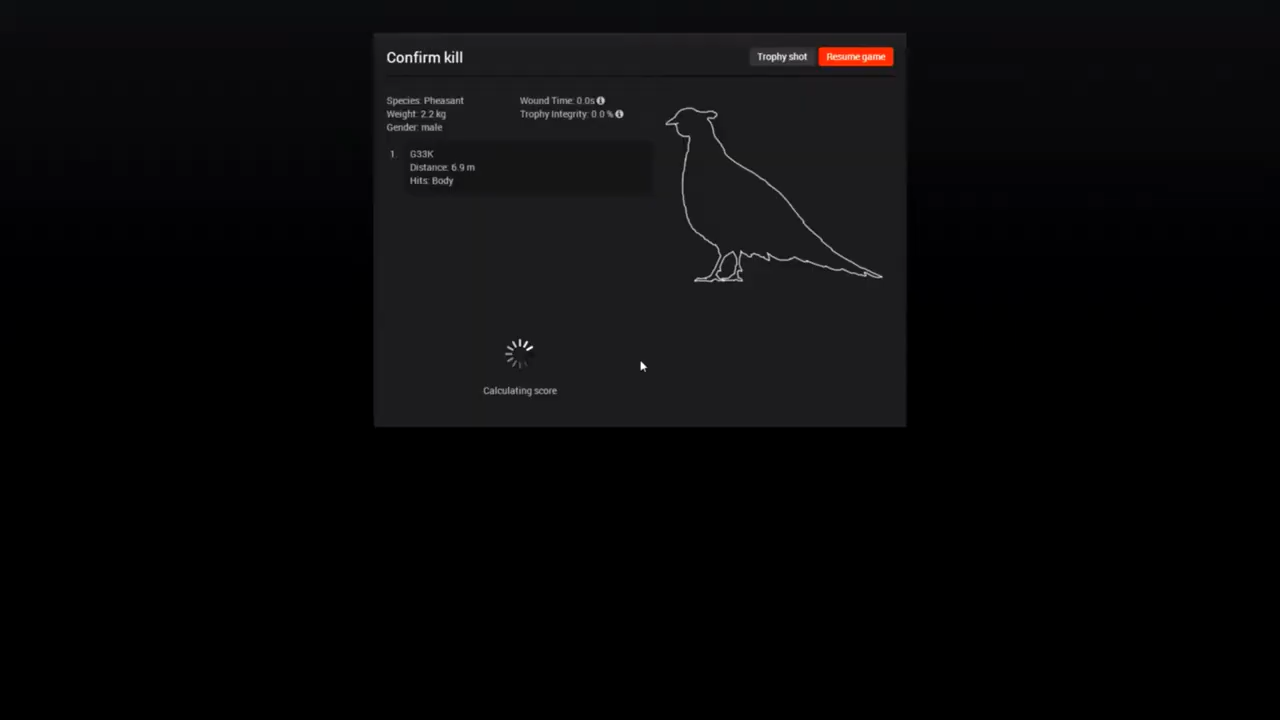 Confirm kill
Trophy shot
Resume game
Species: Pheasant
Weight: 2.2 kg
Gender: male
Wound Time: 0.0s
Trophy Integrity: 0.0 %
1.
G33K
Distance: 6.9 m
Hits: Body
Calculating score